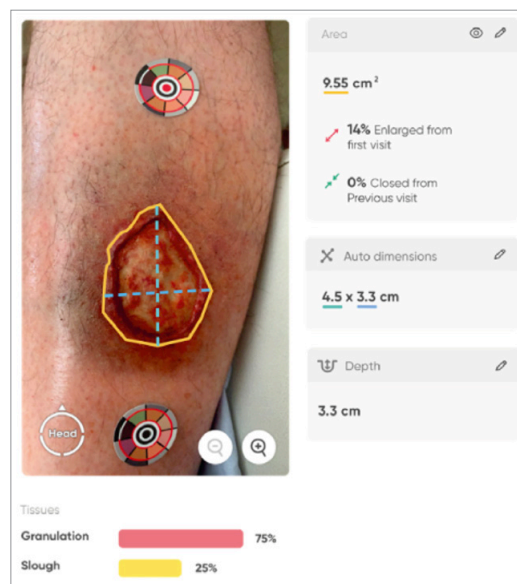 Area
9.55 cm²
14% Enlarged from
first visit
0% Closed from
Previous visit
Auto dimensions
4.5 x 3.3 cm
Depth
3.3 cm
Head
Tissues
Granulation 75%
Slough 25%